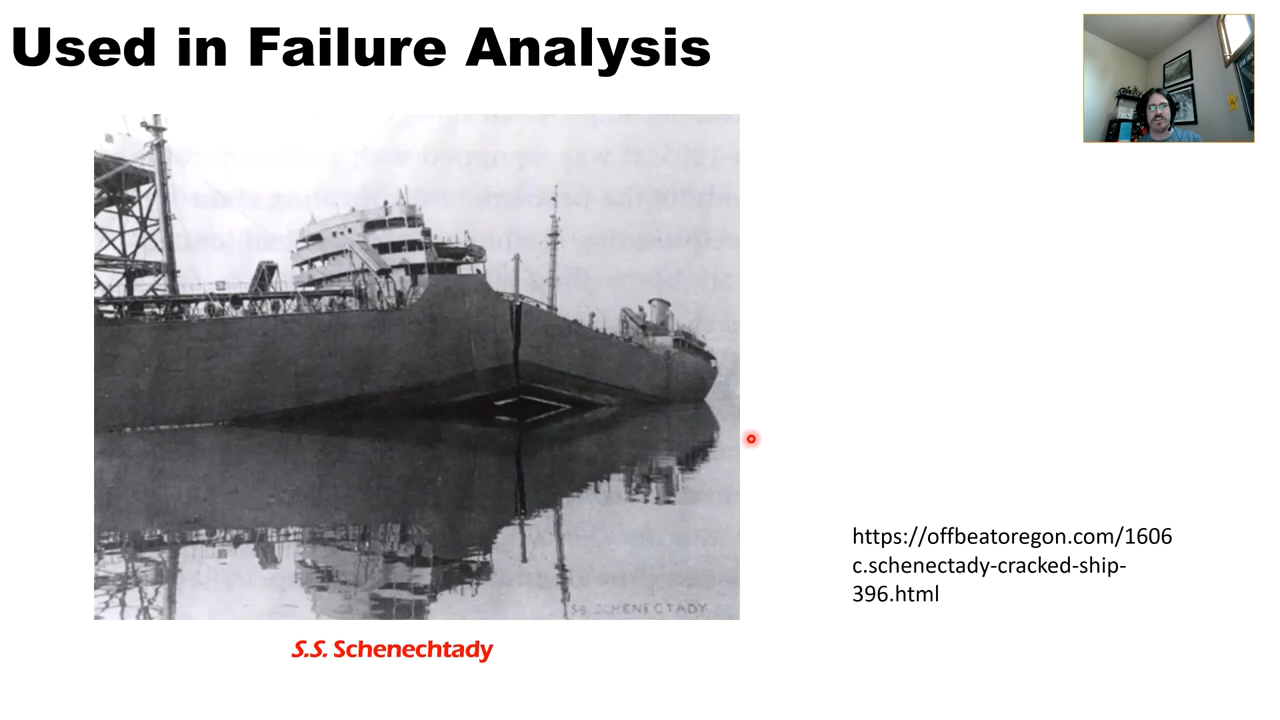 Used in Failure Analysis
SS SCHENECTADY
S.S. Schenechtady
https://offbeatoregon.com/1606
c.schenectady-cracked-ship-
396.html